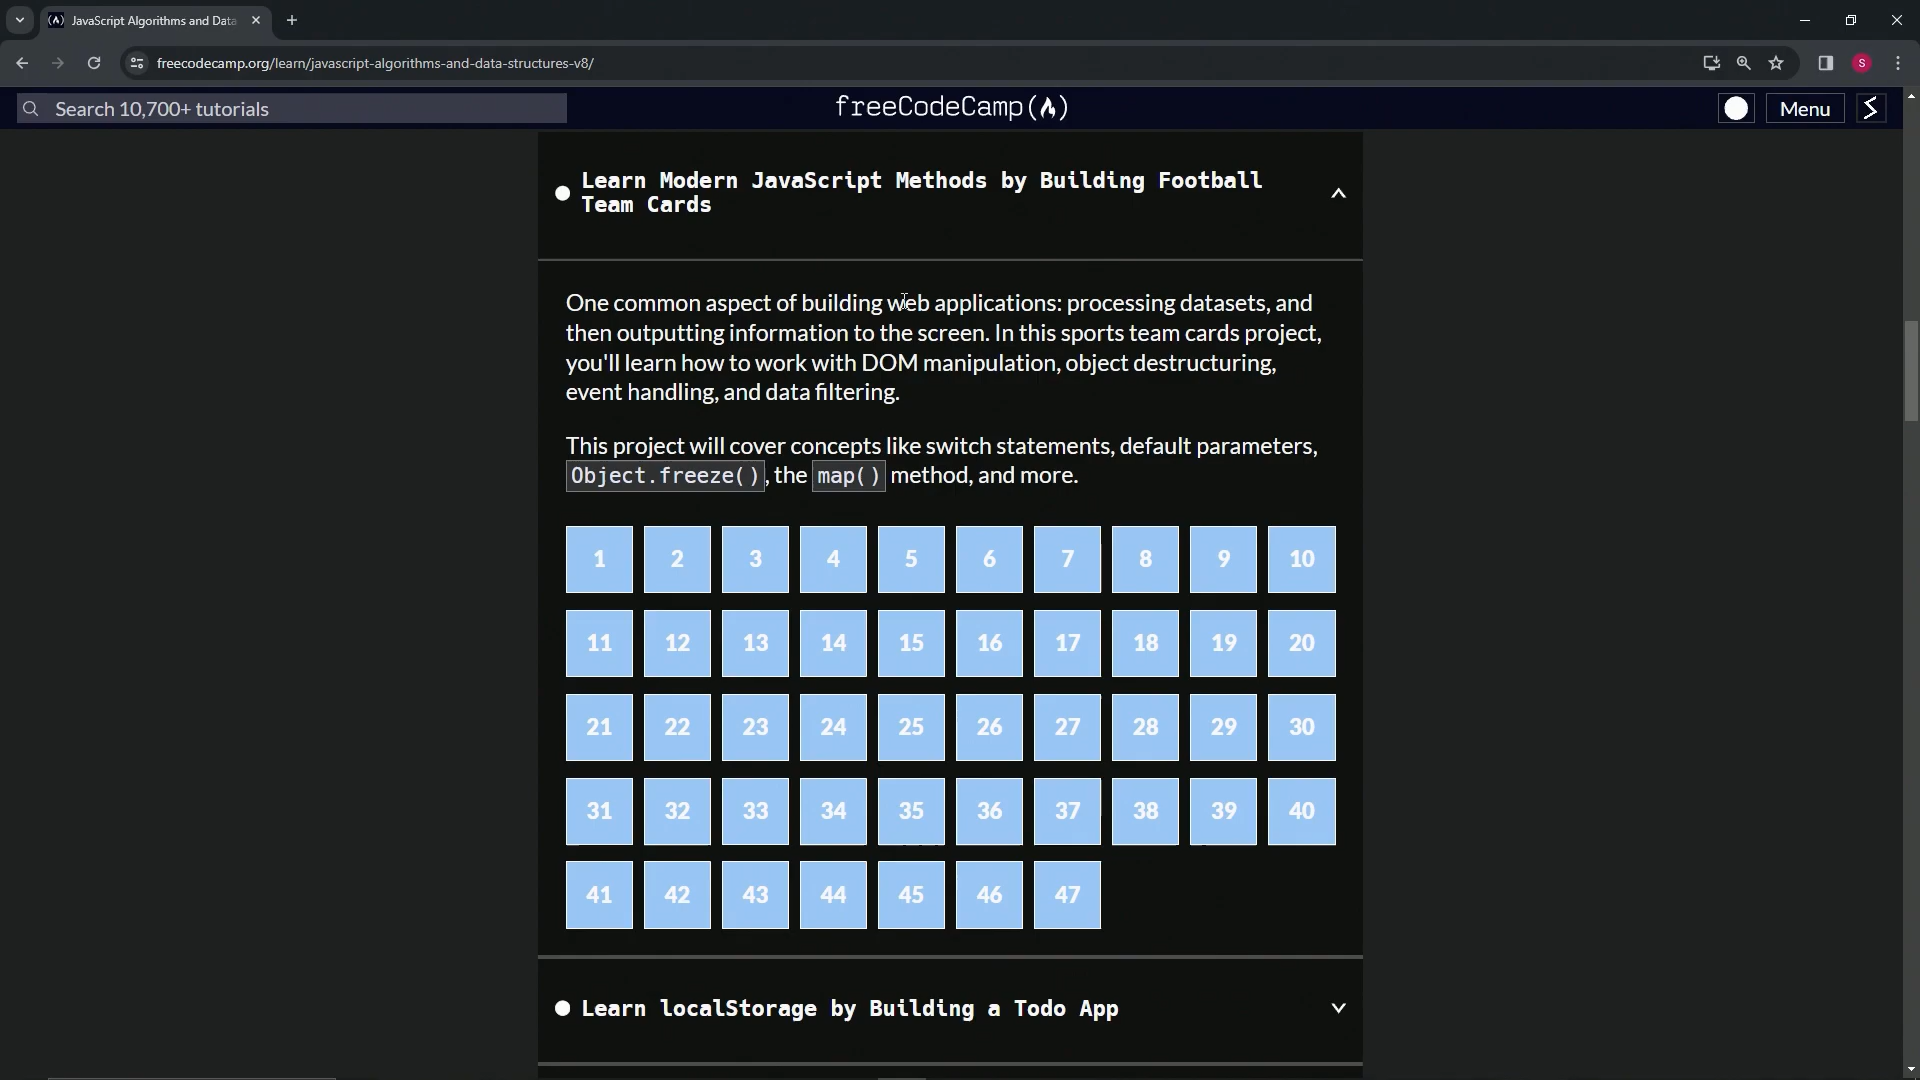 JavaScript Algorithms and Data
freecodecamp.org/learn/javascript-algorithms-and-data-structures-v8/
S
Search 10,700+ tutorials
freeCodeCamp
Menu
Learn Modern JavaScript Methods by Building Football
Team Cards
One common aspect of building web applications: processing datasets, and
then outputting information to the screen. In this sports team cards project,
you'll learn how to work with DOM manipulation, object destructuring,
event handling, and data filtering.
This project will cover concepts like switch statements, default parameters,
Object.freeze(), the map() method, and more.
1 2 3 4 5 6 7 8 9 10
11 12 13 14 15 16 17 18 19 20
21 22 23 24 25 26 27 28 29 30
31 32 33 34 35 36 37 38 39 40
41 42 43 44 45 46 47
Learn localStorage by Building a Todo App